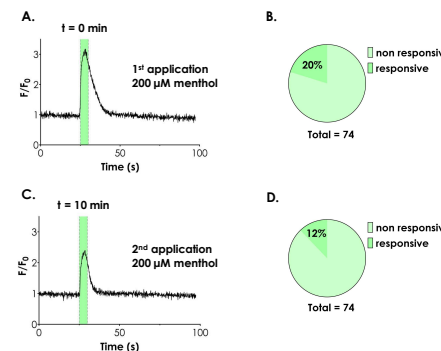 A.
t = 0 min
3
2
1
0
F/F0
1st application
200 µM menthol
0
50
100
Time (s)
B.
20%
non responsive
responsive
Total = 74
C.
t = 10 min
3
2
1
0
F/F0
2nd application
200 µM menthol
0
50
100
Time (s)
D.
12%
non responsive
responsive
Total = 74